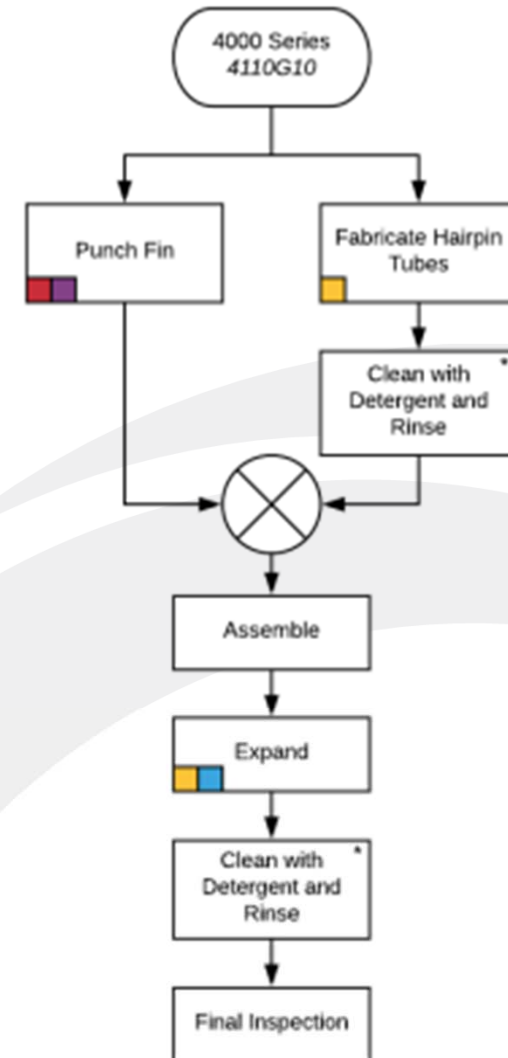 4000 Series
4110G10
Punch Fin
Fabricate Hairpin
Tubes
*
Clean with
Detergent and
Rinse
Assemble
Expand
*
Clean with
Detergent and
Rinse
Final Inspection